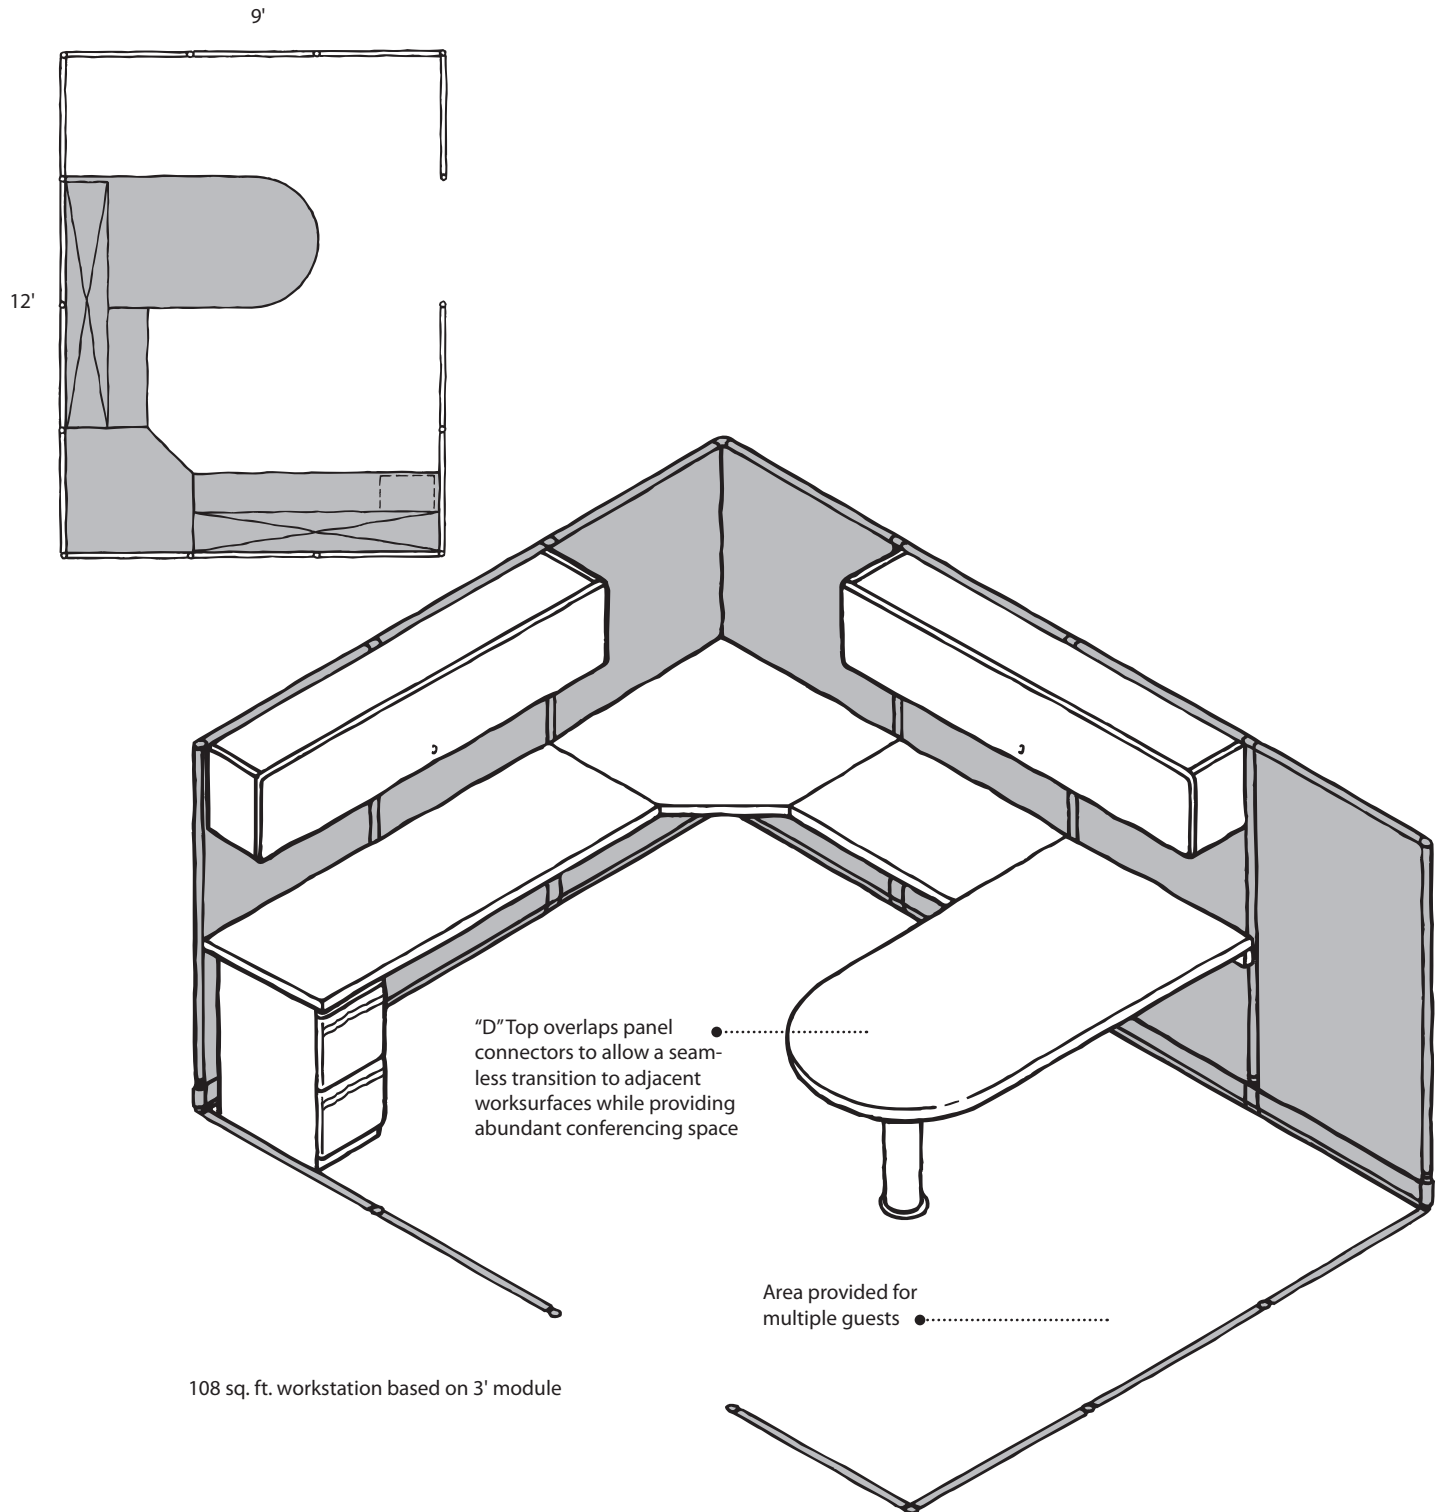 9'
12'
“D” Top overlaps panel
connectors to allow a seam-
less transition to adjacent
worksurfaces while providing
abundant conferencing space
Area provided for
multiple guests
108 sq. ft. workstation based on 3' module